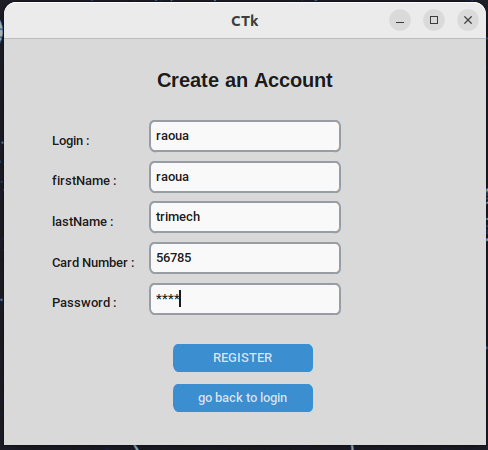 CTk
Create an Account
Login : raoua
firstName : raoua
lastName : trimech
Card Number : 56785
Password : ****
REGISTER
go back to login